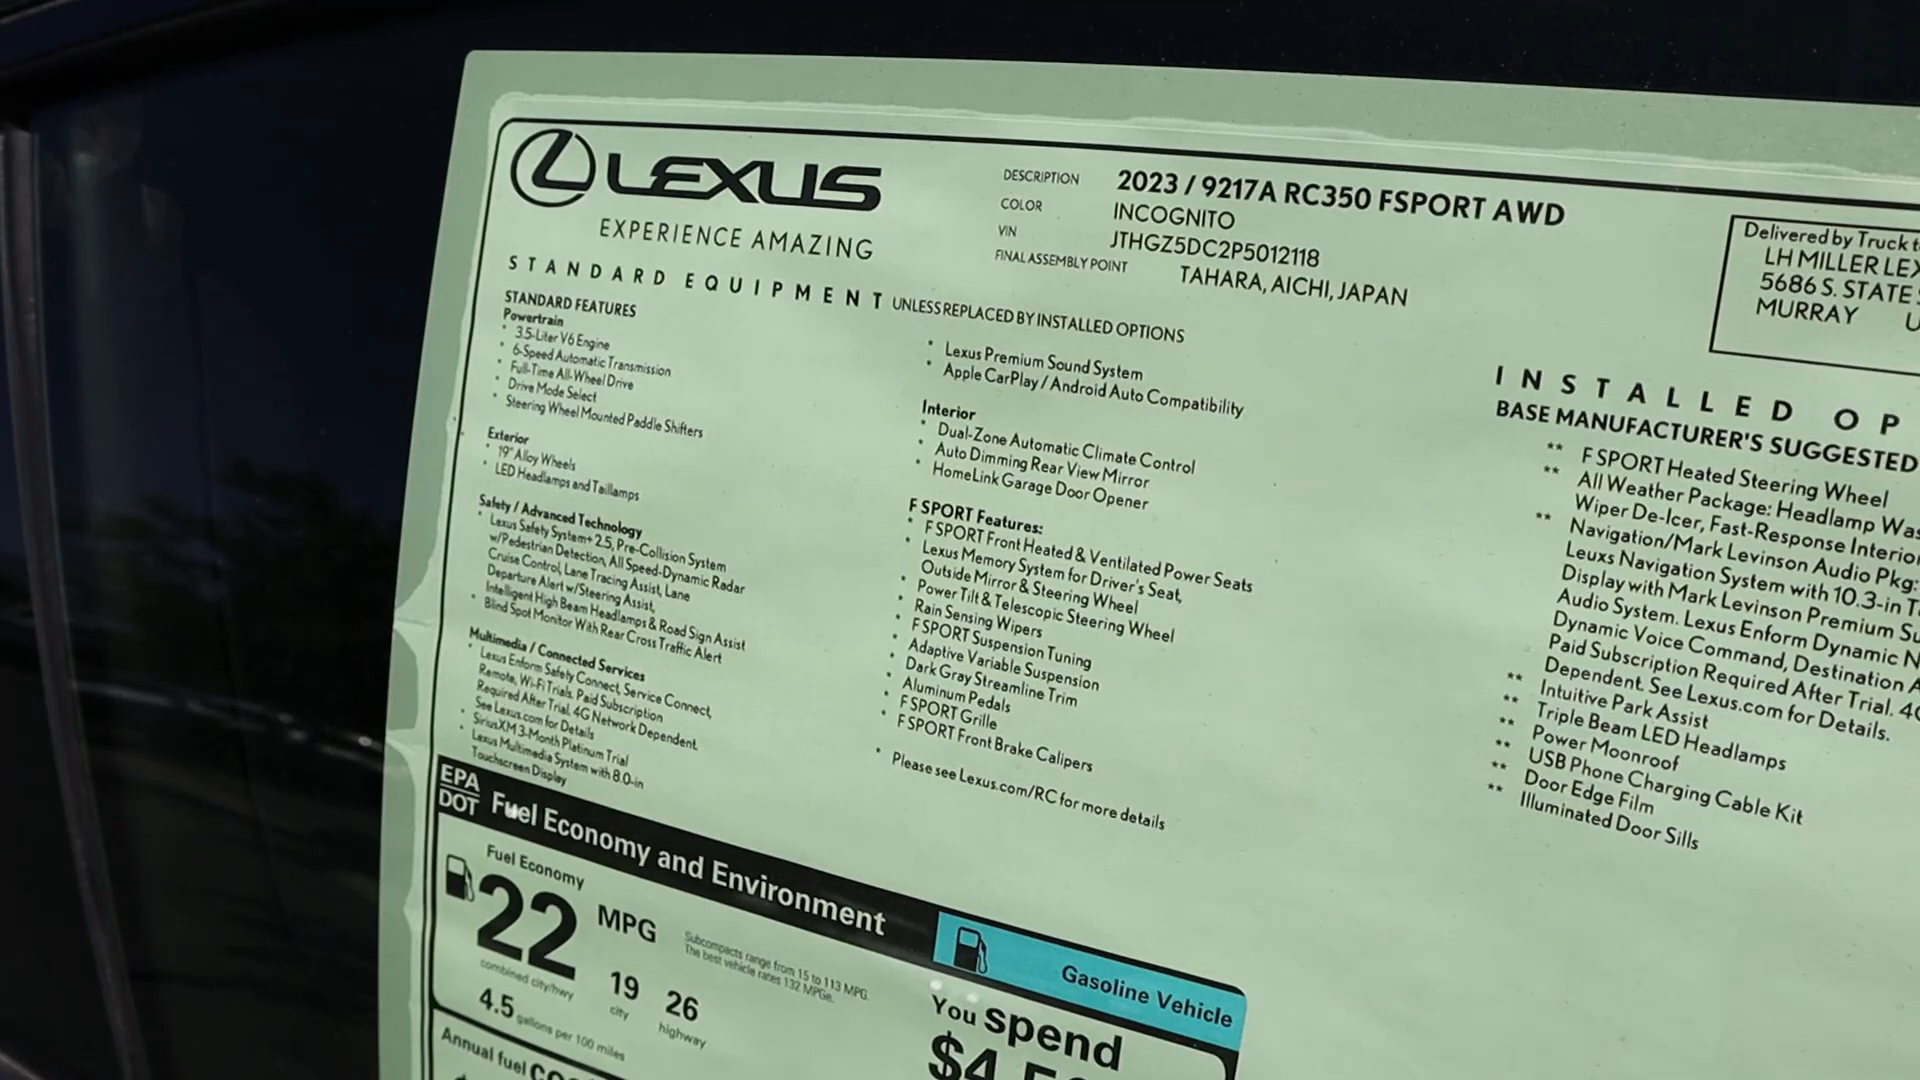 LEXUS
EXPERIENCE AMAZING
DESCRIPTION 2023 / 9217A RC350 FSPORT AWD
COLOR INCOGNITO
VIN JTHGZ5DC2P5012118
FINAL ASSEMBLY POINT TAHARA, AICHI, JAPAN
Delivered by Truck
LH MILLER
5686 S. STATE
MURRAY
STANDARD EQUIPMENT UNLESS REPLACED BY INSTALLED OPTIONS
STANDARD FEATURES
Powertrain
* 3.5-Liter V6 Engine
* 6-Speed Automatic Transmission
* Full-Time All-Wheel Drive
* Drive Mode Select
* Steering Wheel Mounted Paddle Shifters
Exterior
* 19" Alloy Wheels
* LED Headlamps and Taillamps
Safety / Advanced Technology
* Lexus Safety System+ 2.5, Pre-Collision System
w/Pedestrian Detection, All Speed-Dynamic Radar
Cruise Control, Lane Tracing Assist, Lane
Departure Alert w/Steering Assist,
Intelligent High Beam Headlamps & Road Sign Assist
* Blind Spot Monitor With Rear Cross Traffic Alert
Multimedia / Connected Services
* Lexus Enform Safety Connect, Service Connect,
Remote, Wi-Fi Trials. Paid Subscription
Required After Trial. 4G Network Dependent.
See Lexus.com for Details
* SiriusXM 3-Month Platinum Trial
* Lexus Multimedia System with 8.0-in
Touchscreen Display
* Lexus Premium Sound System
* Apple CarPlay / Android Auto Compatibility
Interior
* Dual-Zone Automatic Climate Control
* Auto Dimming Rear View Mirror
* HomeLink Garage Door Opener
F SPORT Features:
* F SPORT Front Heated & Ventilated Power Seats
* Lexus Memory System for Driver's Seat,
Outside Mirror & Steering Wheel
* Power Tilt & Telescopic Steering Wheel
* Rain Sensing Wipers
* F SPORT Suspension Tuning
* Adaptive Variable Suspension
* Dark Gray Streamline Trim
* Aluminum Pedals
* F SPORT Grille
* F SPORT Front Brake Calipers
* Please see Lexus.com/RC for more details
INSTALLED OP
BASE MANUFACTURER'S SUGGESTED
** F SPORT Heated Steering Wheel
** All Weather Package: Headlamp Was
Wiper De-Icer, Fast-Response Interior
** Navigation/Mark Levinson Audio Pkg:
Leuxs Navigation System with 10.3-in T
Display with Mark Levinson Premium Su
Audio System. Lexus Enform Dynamic N
Dynamic Voice Command, Destination A
Paid Subscription Required After Trial. 4G
Dependent. See Lexus.com for Details.
** Intuitive Park Assist
** Triple Beam LED Headlamps
** Power Moonroof
** USB Phone Charging Cable Kit
** Door Edge Film
** Illuminated Door Sills
EPA
DOT Fuel Economy and Environment
Gasoline Vehicle
Fuel Economy
22 MPG
combined city/hwy
19 city
26 highway
Subcompacts range from 15 to 113 MPG.
The best vehicle rates 132 MPGe.
4.5 gallons per 100 miles
You spend
Annual fuel